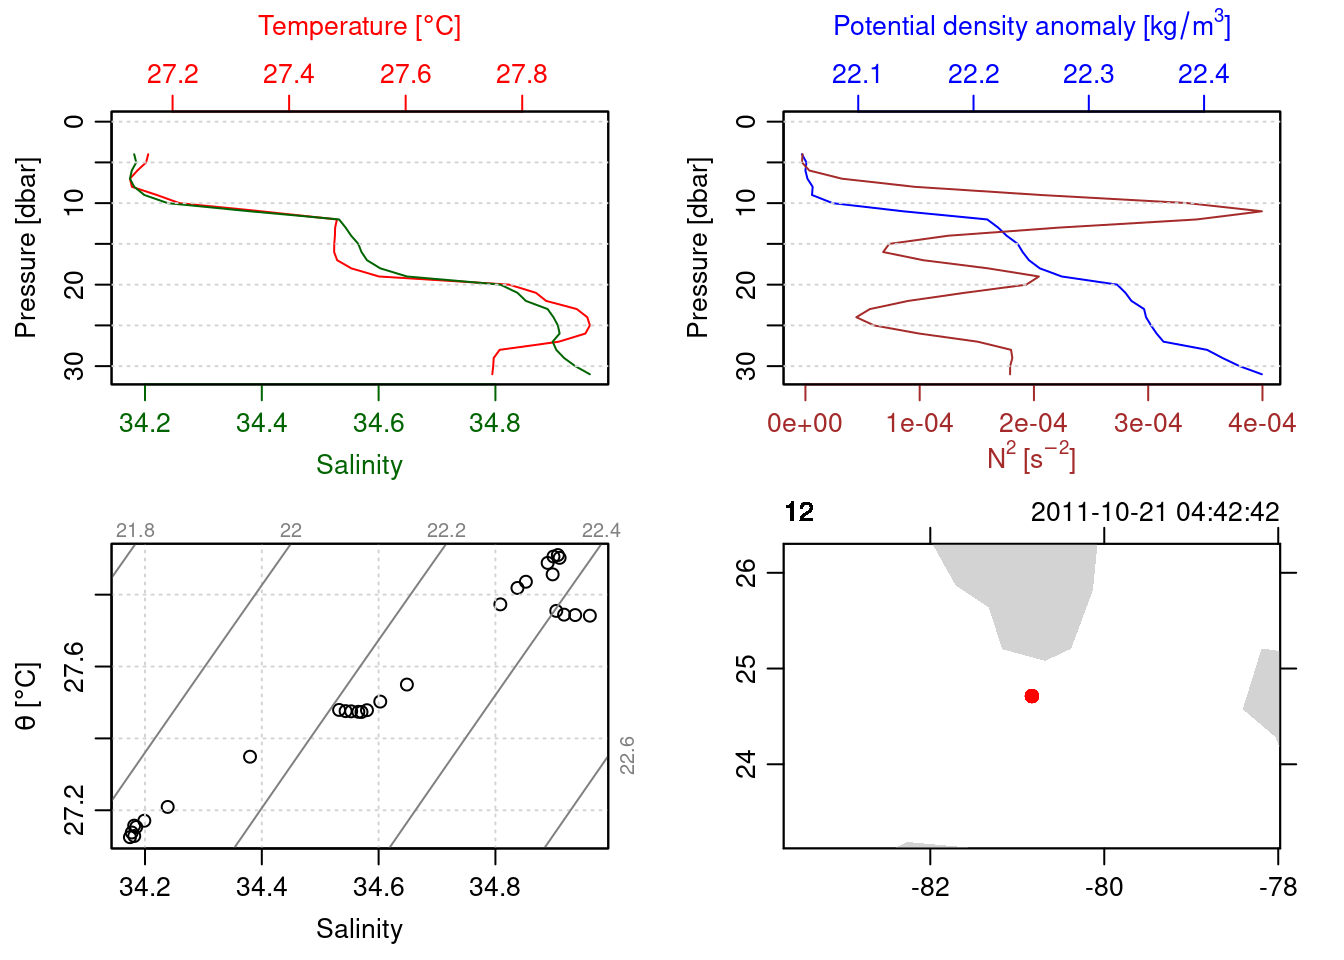 Temperature [°C]
27.2 27.4 27.6 27.8
Pressure [dbar]
0
10
20
30
34.2 34.4 34.6 34.8
Salinity
Potential density anomaly [kg/m³]
22.1 22.2 22.3 22.4
Pressure [dbar]
0
10
20
30
0e+00 1e-04 2e-04 3e-04 4e-04
N² [s⁻²]
21.8 22 22.2 22.4
22.6
θ [°C]
27.6
27.2
34.2 34.4 34.6 34.8
Salinity
12 2011-10-21 04:42:42
26
25
24
-82 -80 -78